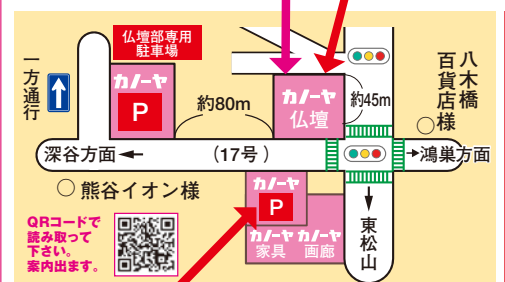 仏壇部専用
駐車場
カノーヤ
P
一方通行
約80m
カノーヤ
仏壇
約45m
八木橋
百貨店様
深谷方面
(17号)
鴻巣方面
熊谷イオン様
カノーヤ
P
カノーヤ
家具
カノーヤ
画廊
東松山
QRコードで
読み取って
下さい。
案内出ます。